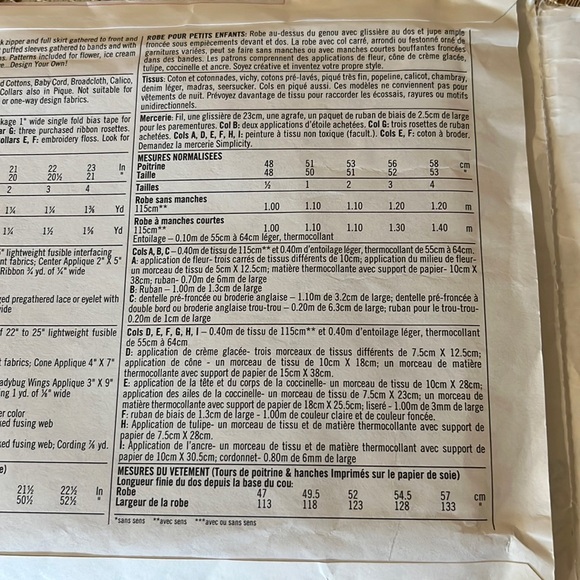 k zipper and full skirt gathered to front and
puffed sleeves gathered to bands and with
ns. Patterns included for flower, ice cream
e. Design Your Own!
d Cottons, Baby Cord, Broadcloth, Calico,
Collars also in Pique. Not suitable for
or one-way design fabrics.
kage 1" wide single fold bias tape for
ar G: three purchased ribbon rosettes.
ollars E, F: embroidery floss. Look for
21 22 23 In
20 20½ 21 "
2 3 4
1¼ 1¼ 1⅜ Yd
1¼ 1½ 1⅝ Yd
" lightweight fusible interfacing
nt fabrics; Center Applique 2" X 5"
Ribbon ¾ yd. of ¼" wide
ged pregathered lace or eyelet with
wide
f 22" to 25" lightweight fusible
t fabrics; Cone Applique 4" X 7"
adybug Wings Applique 3" X 9"
ng 1 yd. of ⅛" wide
er color
ked fusing web
ked fusing web; Cording ⅞ yd.
e)
21½ 22½ In
50½ 52½ "
ROBE POUR PETITS ENFANTS: Robe au-dessus du genou avec glissière au dos et jupe ample
froncée sous empiècements devant et dos. La robe avec col carré, arrondi ou festonné orné de
garnitures variées, peut se faire sans manches ou avec manches courtes bouffantes froncées
dans des bandes. Les patrons comprennent des applications de fleur, cône de crème glacée,
tulipe, coccinelle et ancre. Soyez créative et inventez votre propre style.
Tissus: Coton et cotonnades, vichy, cotons pré-lavés, piqué très fin, popeline, calicot, chambray,
denim léger, madras, seersucker. Cols en piqué aussi. Ces modèles ne conviennent pas pour
vêtements de nuit. Prévoyez davantage de tissu pour raccorder les écossais, rayures ou motifs
unidirectionnels.
Mercerie: Fil, une glissière de 23cm, une agrafe, un paquet de ruban de biais de 2.5cm de large
pour les parementures. Col B: deux applications d'étoile achetées. Col G: trois rosettes de ruban
achetées. Cols A, D, E, F, H, I: peinture à tissu non toxique (facult.). Cols E, F: coton à broder.
Demandez la mercerie Simplicity.
MESURES NORMALISEES
Poitrine 48 51 53 56 58 cm
Taille 48 50 51 52 53 "
Tailles ½ 1 2 3 4
Robe sans manches
115cm** 1.00 1.10 1.10 1.20 1.20 m
Robe à manches courtes
115cm** 1.00 1.10 1.10 1.30 1.40 m
Entoilage – 0.10m de 55cm à 64cm léger, thermocollant
Cols A, B, C – 0.40m de tissu de 115cm** et 0.40m d'entoilage léger, thermocollant de 55cm à 64cm.
A: application de fleur- trois carrés de tissus différents de 10cm; application du milieu de fleur-
un morceau de tissu de 5cm X 12.5cm; matière thermocollante avec support de papier- 10cm X
38cm; ruban- 0.70m de 6mm de large
B: Ruban – 1.00m de 1.3cm de large
C: dentelle pré-froncée ou broderie anglaise – 1.10m de 3.2cm de large; dentelle pré-froncée à
double bord ou broderie anglaise trou-trou – 0.20m de 6.3cm de large; ruban pour le trou-trou-
0.20m de 1cm de large
Cols D, E, F, G, H, I – 0.40m de tissu de 115cm** et 0.40m d'entoilage léger, thermocollant
de 55cm à 64cm
D: application de crème glacée- trois morceaux de tissus différents de 7.5cm X 12.5cm;
application de cône - un morceau de tissu de 10cm X 18cm; un morceau de matière
thermocollante avec support de papier de 15cm X 38cm.
E: application de la tête et du corps de la coccinelle- un morceau de tissu de 10cm X 28cm;
application des ailes de la coccinelle- un morceau de tissu de 7.5cm X 23cm; un morceau de
matière thermocollante avec support de papier de 18cm X 25.5cm; liseré - 1.00m de 3mm de large
F: ruban de biais de 1.3cm de large - 1.00m de couleur claire et de couleur foncée.
H: Application de tulipe- un morceau de tissu et de matière thermocollante avec support de
papier de 7.5cm X 28cm.
I: Application de l'ancre- un morceau de tissu et de matière thermocollant avec support de
papier de 10cm X 30.5cm; cordonnet- 0.80m de 6mm de large
MESURES DU VETEMENT (Tours de poitrine & hanches Imprimés sur le papier de soie)
Longueur finie du dos depuis la base du cou:
Robe 47 49.5 52 54.5 57 cm
Largeur de la robe 113 118 123 128 133 "
*sans sens **avec sens ***avec ou sans sens